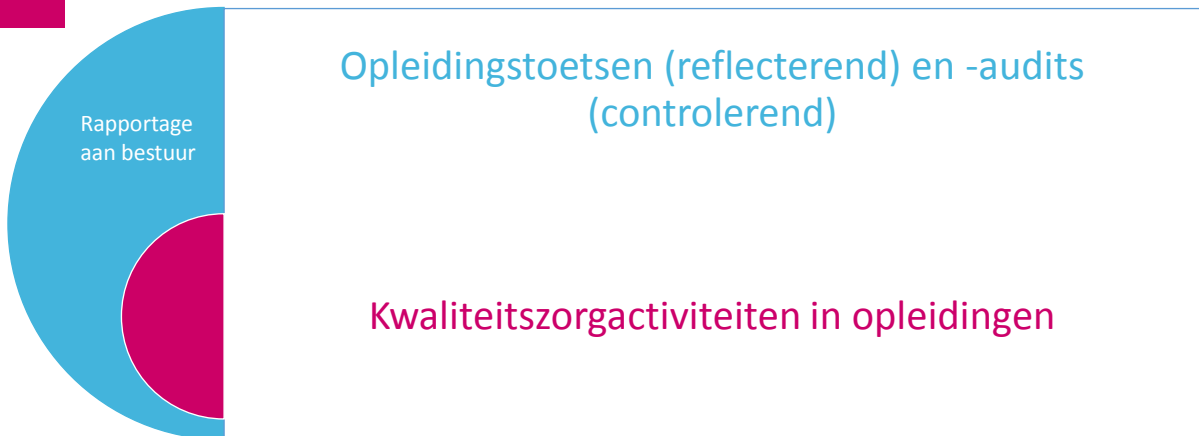 Opleidingstoetsen (reflecterend) en -audits
(controlerend)
Rapportage
aan bestuur
Kwaliteitszorgactiviteiten in opleidingen